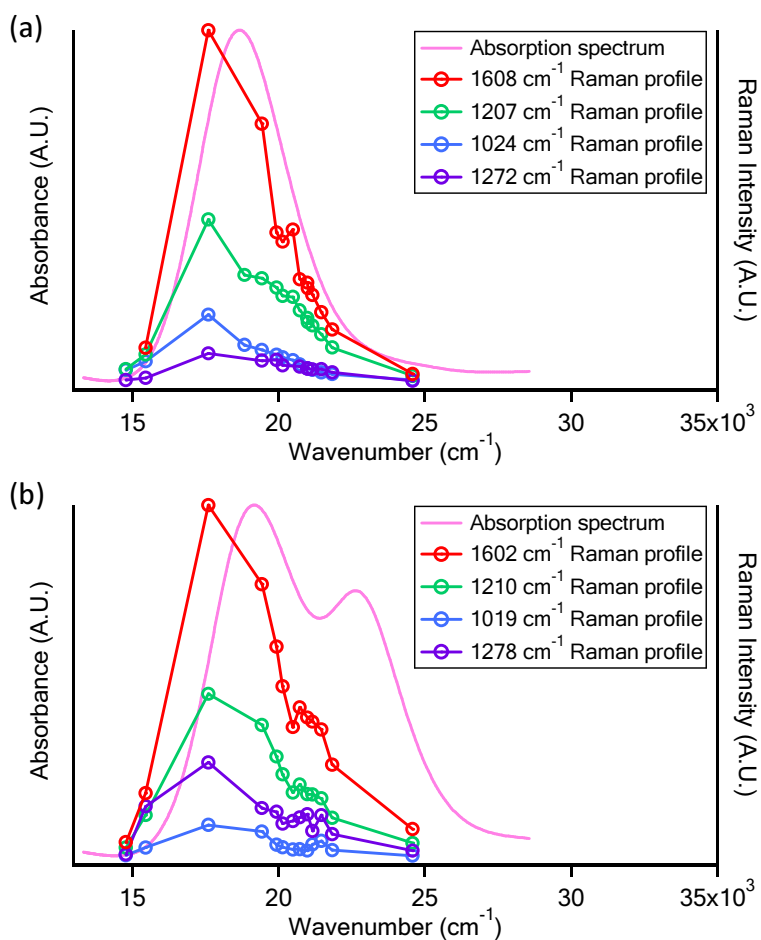 (a)
Absorbance (A.U.)
Absorption spectrum
1608 cm⁻¹ Raman profile
1207 cm⁻¹ Raman profile
1024 cm⁻¹ Raman profile
1272 cm⁻¹ Raman profile
Raman Intensity (A.U.)
15 20 25 30 35x10³
Wavenumber (cm⁻¹)
(b)
Absorbance (A.U.)
Absorption spectrum
1602 cm⁻¹ Raman profile
1210 cm⁻¹ Raman profile
1019 cm⁻¹ Raman profile
1278 cm⁻¹ Raman profile
Raman Intensity (A.U.)
15 20 25 30 35x10³
Wavenumber (cm⁻¹)